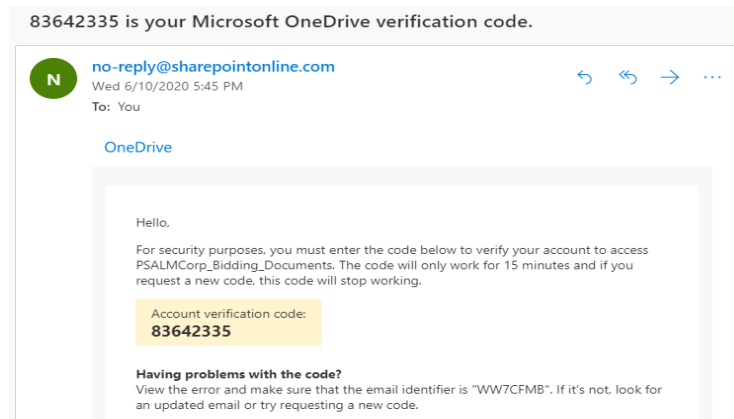 83642335 is your Microsoft OneDrive verification code.
N
no-reply@sharepointonline.com
Wed 6/10/2020 5:45 PM
To: You
OneDrive
Hello,
For security purposes, you must enter the code below to verify your account to access
PSALMCorp_Bidding_Documents. The code will only work for 15 minutes and if you
request a new code, this code will stop working.
Account verification code:
83642335
Having problems with the code?
View the error and make sure that the email identifier is "WW7CFMB". If it's not, look for
an updated email or try requesting a new code.